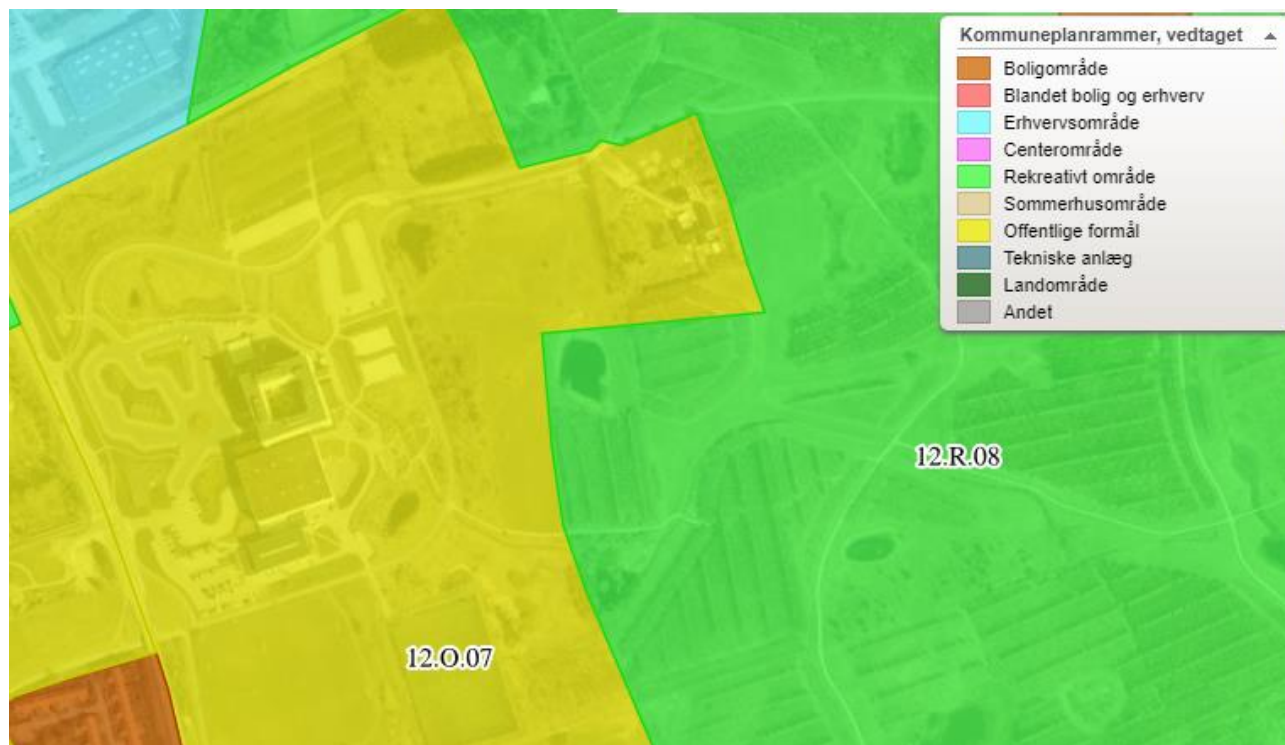 Kommuneplanrammer, vedtaget
Boligområde
Blandet bolig og erhverv
Erhvervsområde
Centerområde
Rekreativt område
Sommerhusområde
Offentlige formål
Tekniske anlæg
Landområde
Andet
12.R.08
12.O.07